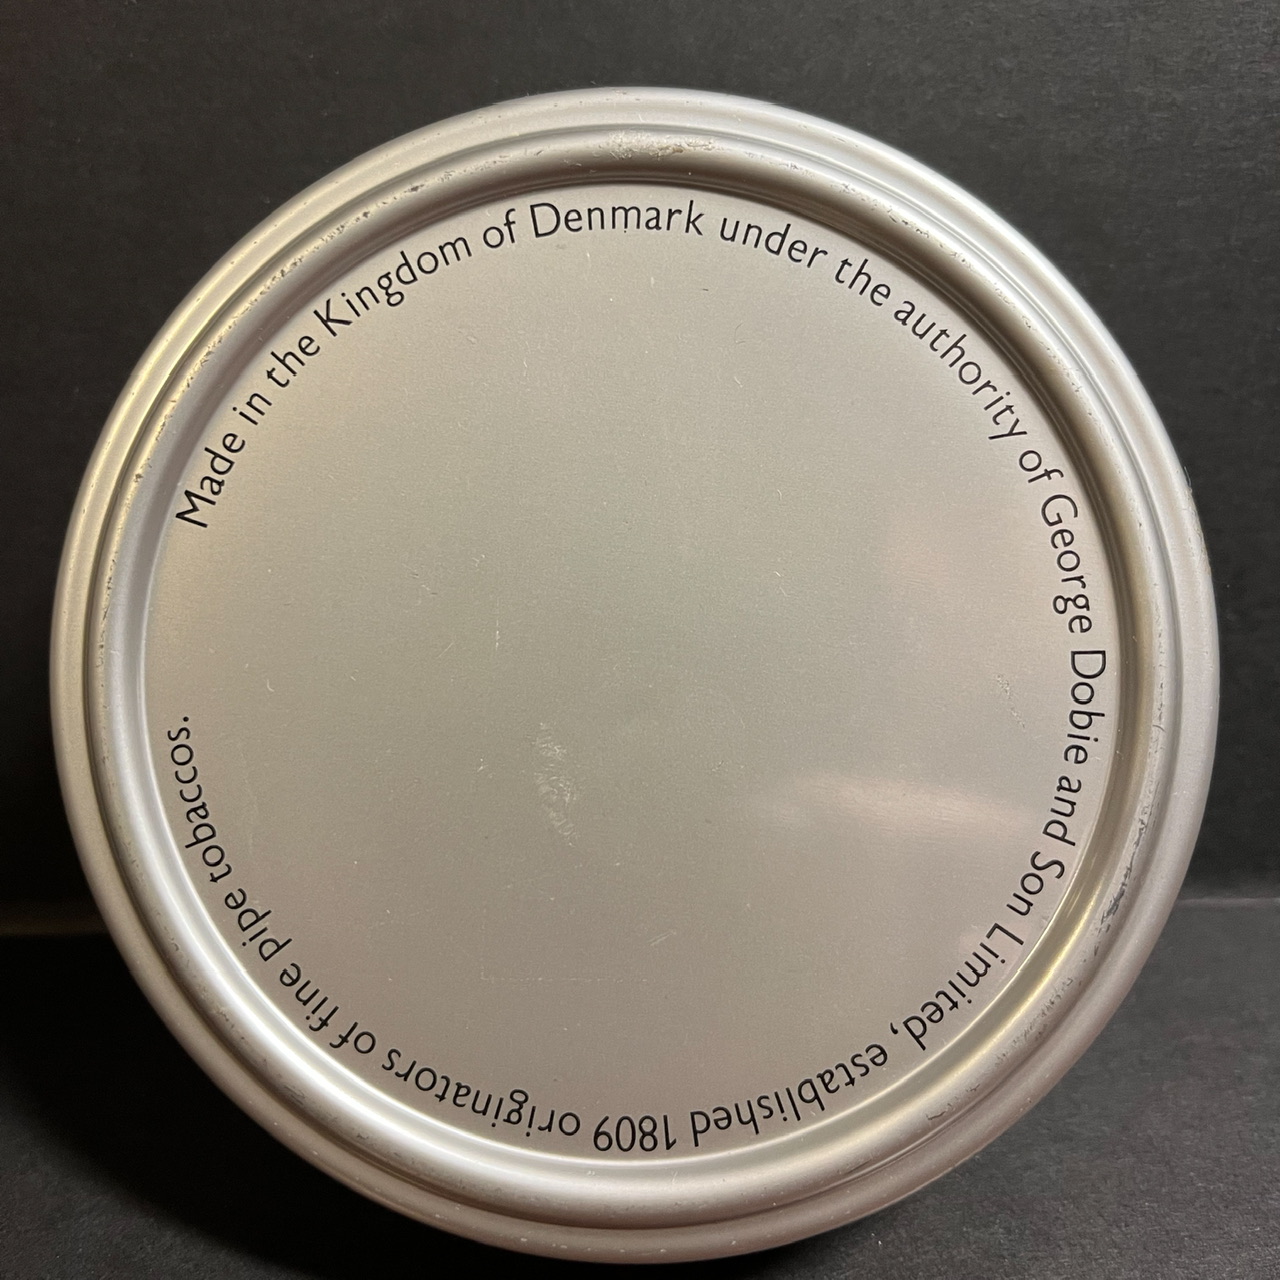 Made in the Kingdom of Denmark under the authority of George Dobie and Son Limited, established 1809 originators of fine pipe tobaccos.